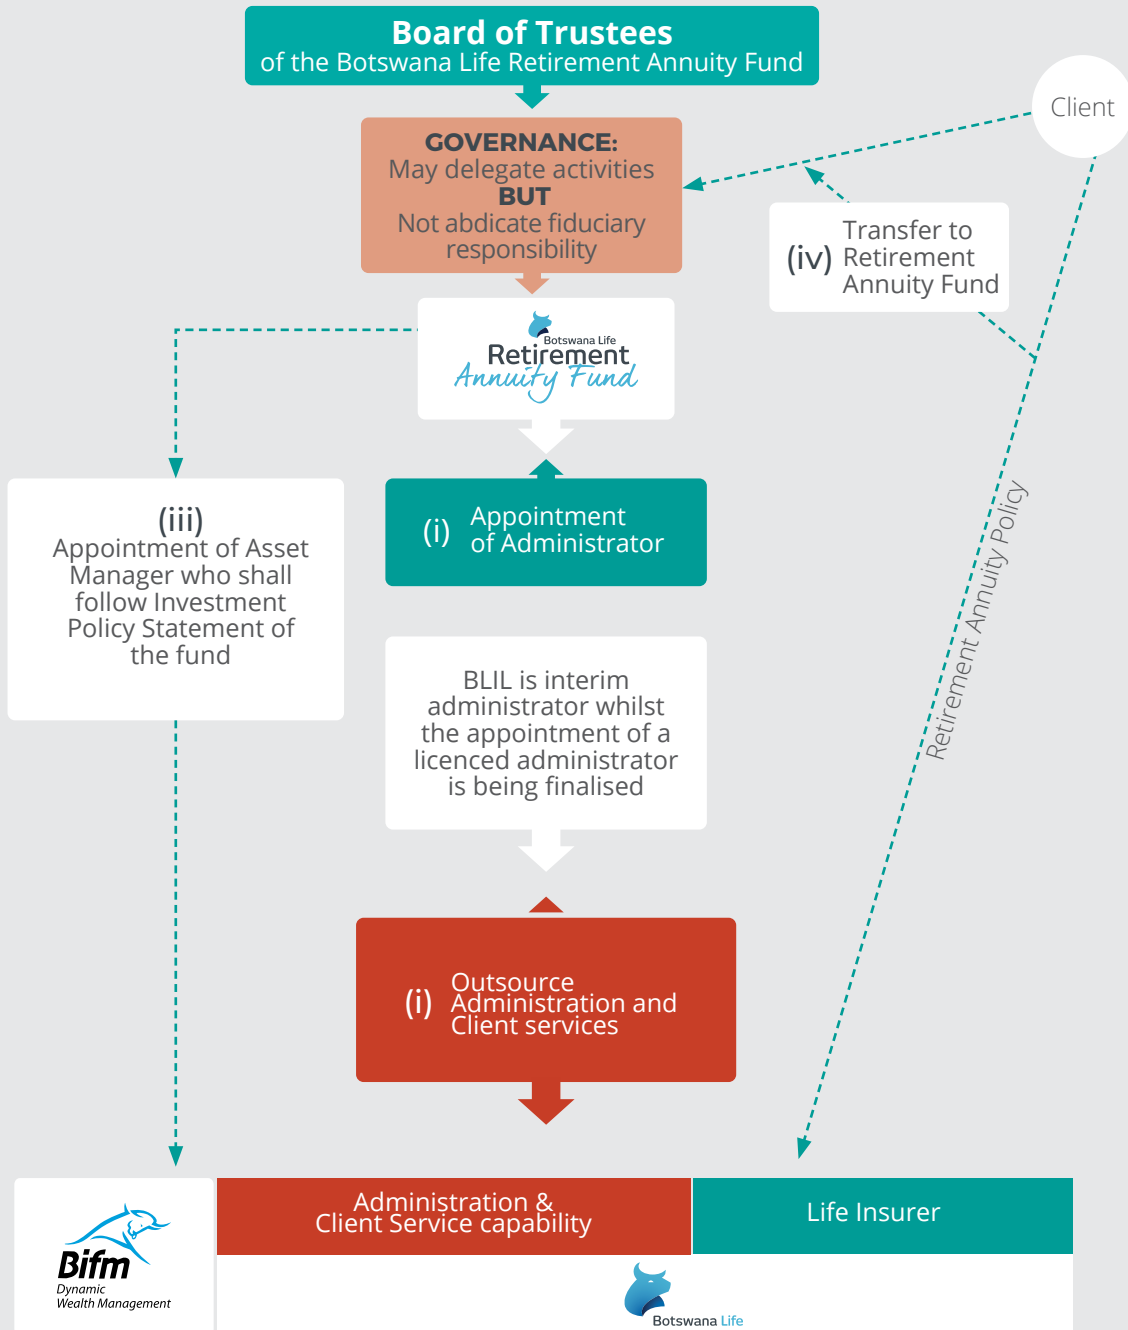 Board of Trustees
of the Botswana Life Retirement Annuity Fund
Client
GOVERNANCE:
May delegate activities
BUT
Not abdicate fiduciary
responsibility
(iv) Transfer to
Retirement
Annuity Fund
Botswana Life
Retirement
Annuity Fund
(iii)
Appointment of Asset
Manager who shall
follow Investment
Policy Statement of
the fund
(i) Appointment
of Administrator
Retirement Annuity Policy
BLIL is interim
administrator whilst
the appointment of a
licenced administrator
is being finalised
(i) Outsource
Administration and
Client services
Bifm
Dynamic
Wealth Management
Administration &
Client Service capability
Life Insurer
Botswana Life